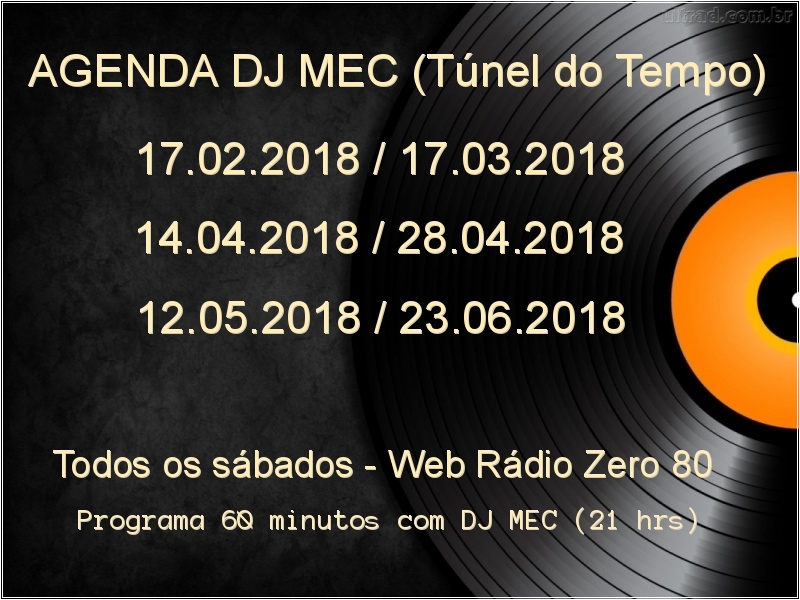 AGENDA DJ MEC (Túnel do Tempo)
17.02.2018 / 17.03.2018
14.04.2018 / 28.04.2018
12.05.2018 / 23.06.2018
Todos os sábados - Web Rádio Zero 80
Programa 60 minutos com DJ MEC (21 hrs)